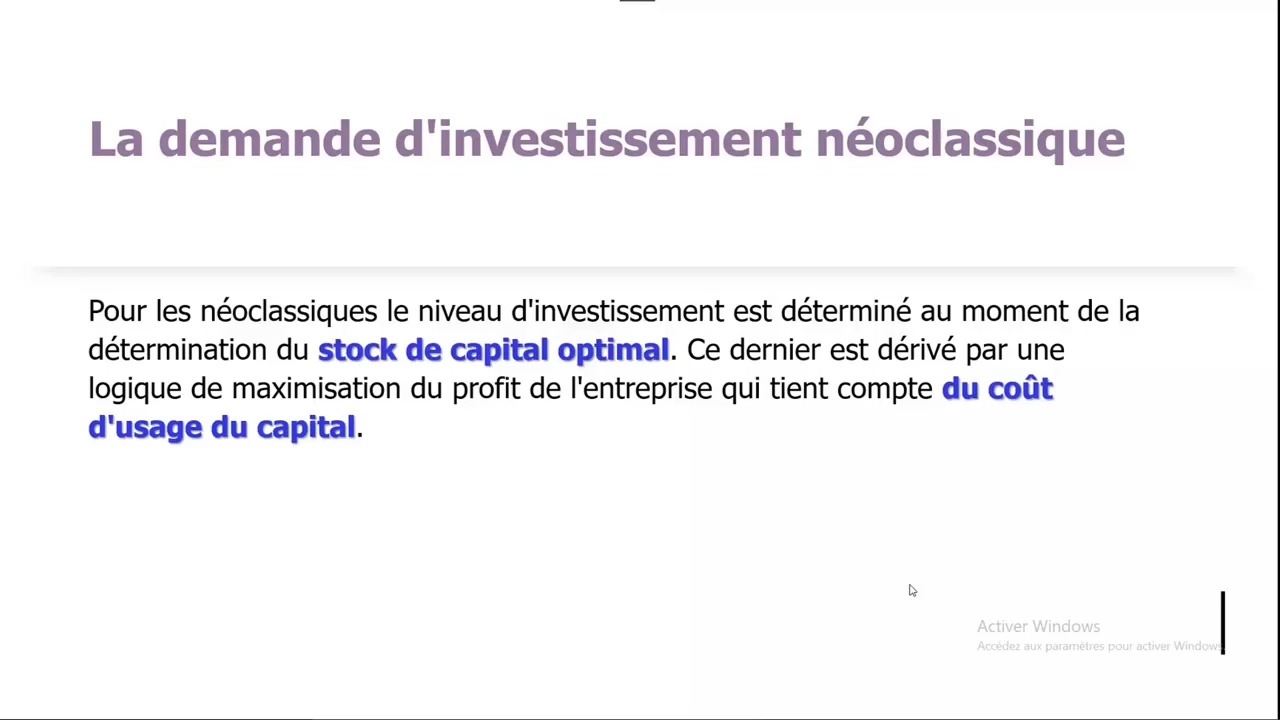 La demande d'investissement néoclassique
Pour les néoclassiques le niveau d'investissement est déterminé au moment de la
détermination du stock de capital optimal. Ce dernier est dérivé par une
logique de maximisation du profit de l'entreprise qui tient compte du coût
d'usage du capital.
Activer Windows
Accédez aux paramètres pour activer Windows.